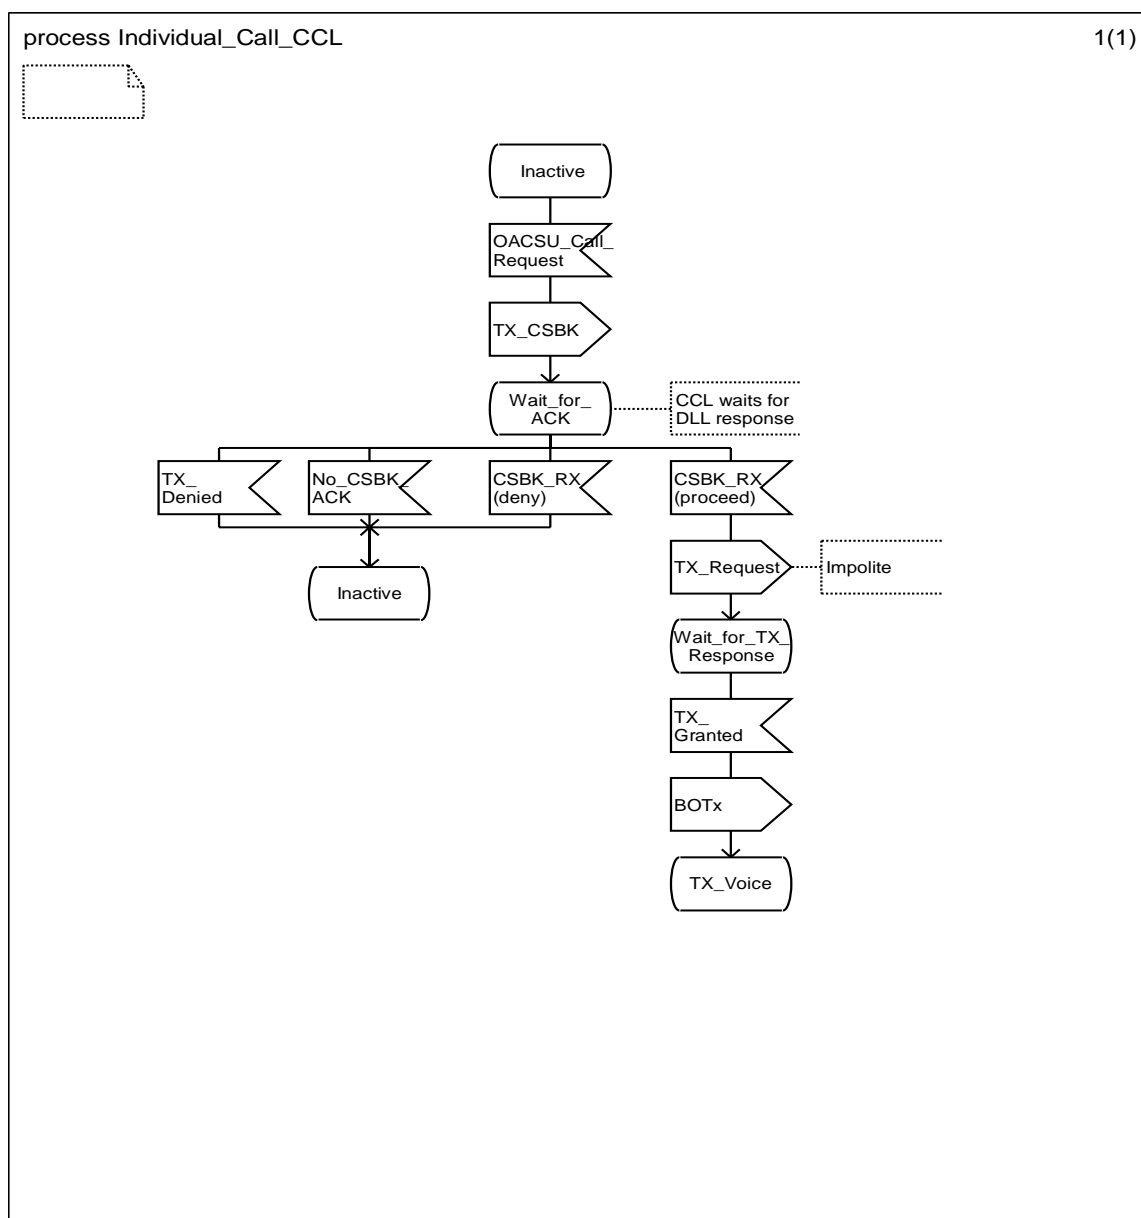 process Individual_Call_CCL
1(1)
Inactive
OACSU_Call_
Request
TX_CSBK
Wait_for_
ACK
CCL waits for
DLL response
TX_
Denied
No_CSBK_
ACK
CSBK_RX
(deny)
CSBK_RX
(proceed)
TX_Request
Impolite
Inactive
Wait_for_TX_
Response
TX_
Granted
BOTx
TX_Voice